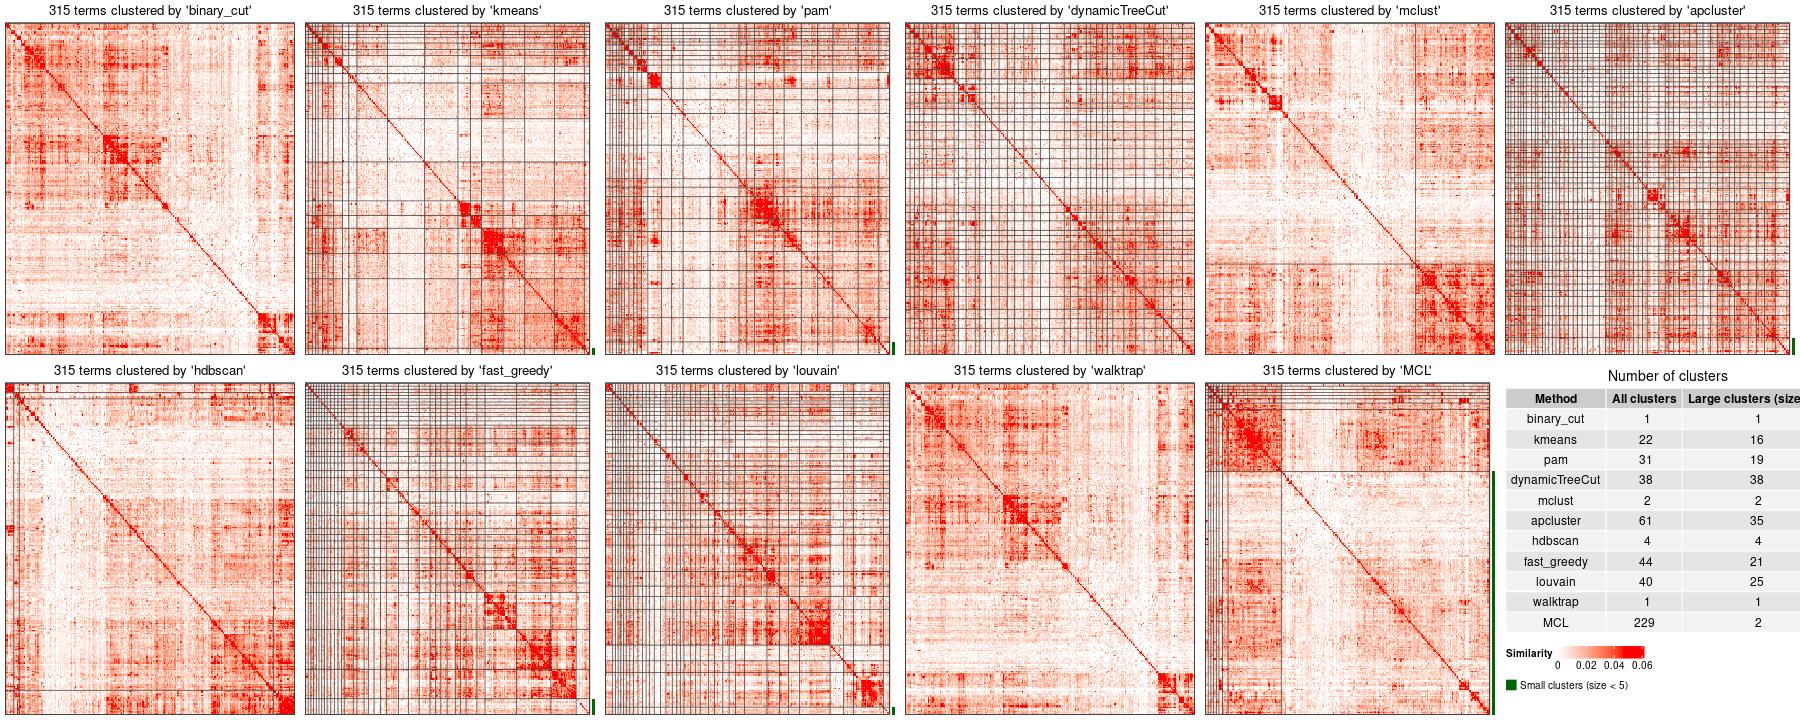 315 terms clustered by 'binary_cut'
315 terms clustered by 'kmeans'
315 terms clustered by 'pam'
315 terms clustered by 'dynamicTreeCut'
315 terms clustered by 'mclust'
315 terms clustered by 'apcluster'
315 terms clustered by 'hdbscan'
315 terms clustered by 'fast_greedy'
315 terms clustered by 'louvain'
315 terms clustered by 'walktrap'
315 terms clustered by 'MCL'
Number of clusters
Method All clusters Large clusters (size
binary_cut 1 1
kmeans 22 16
pam 31 19
dynamicTreeCut 38 38
mclust 2 2
apcluster 61 35
hdbscan 4 4
fast_greedy 44 21
louvain 40 25
walktrap 1 1
MCL 229 2
Similarity
0 0.02 0.04 0.06
Small clusters (size < 5)